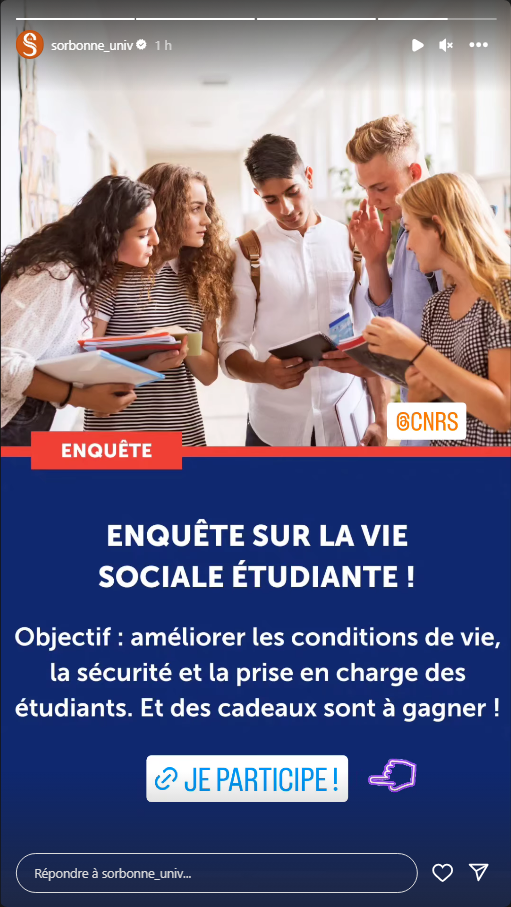 sorbonne_univ 1 h
@CNRS
ENQUÊTE
ENQUÊTE SUR LA VIE
SOCIALE ÉTUDIANTE !
Objectif : améliorer les conditions de vie,
la sécurité et la prise en charge des
étudiants. Et des cadeaux sont à gagner !
JE PARTICIPE !
Répondre à sorbonne_univ...